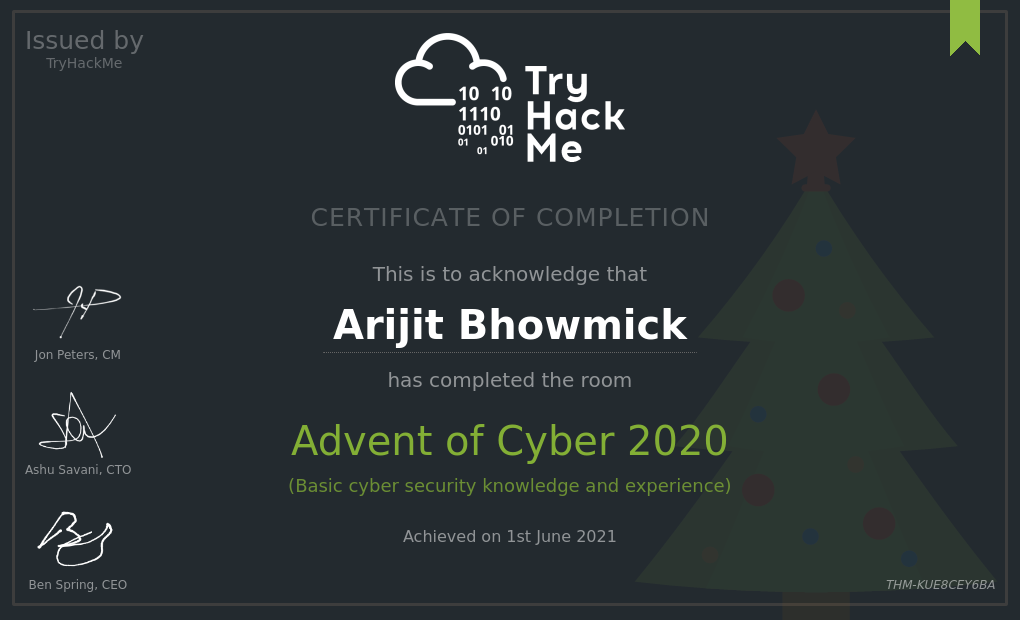 Issued by
TryHackMe
10 10
1110
0101 01
01 010
01
Try
Hack
Me
CERTIFICATE OF COMPLETION
This is to acknowledge that
Arijit Bhowmick
has completed the room
Advent of Cyber 2020
(Basic cyber security knowledge and experience)
Achieved on 1st June 2021
Jon Peters, CM
Ashu Savani, CTO
Ben Spring, CEO
THM-KUE8CEY6BA